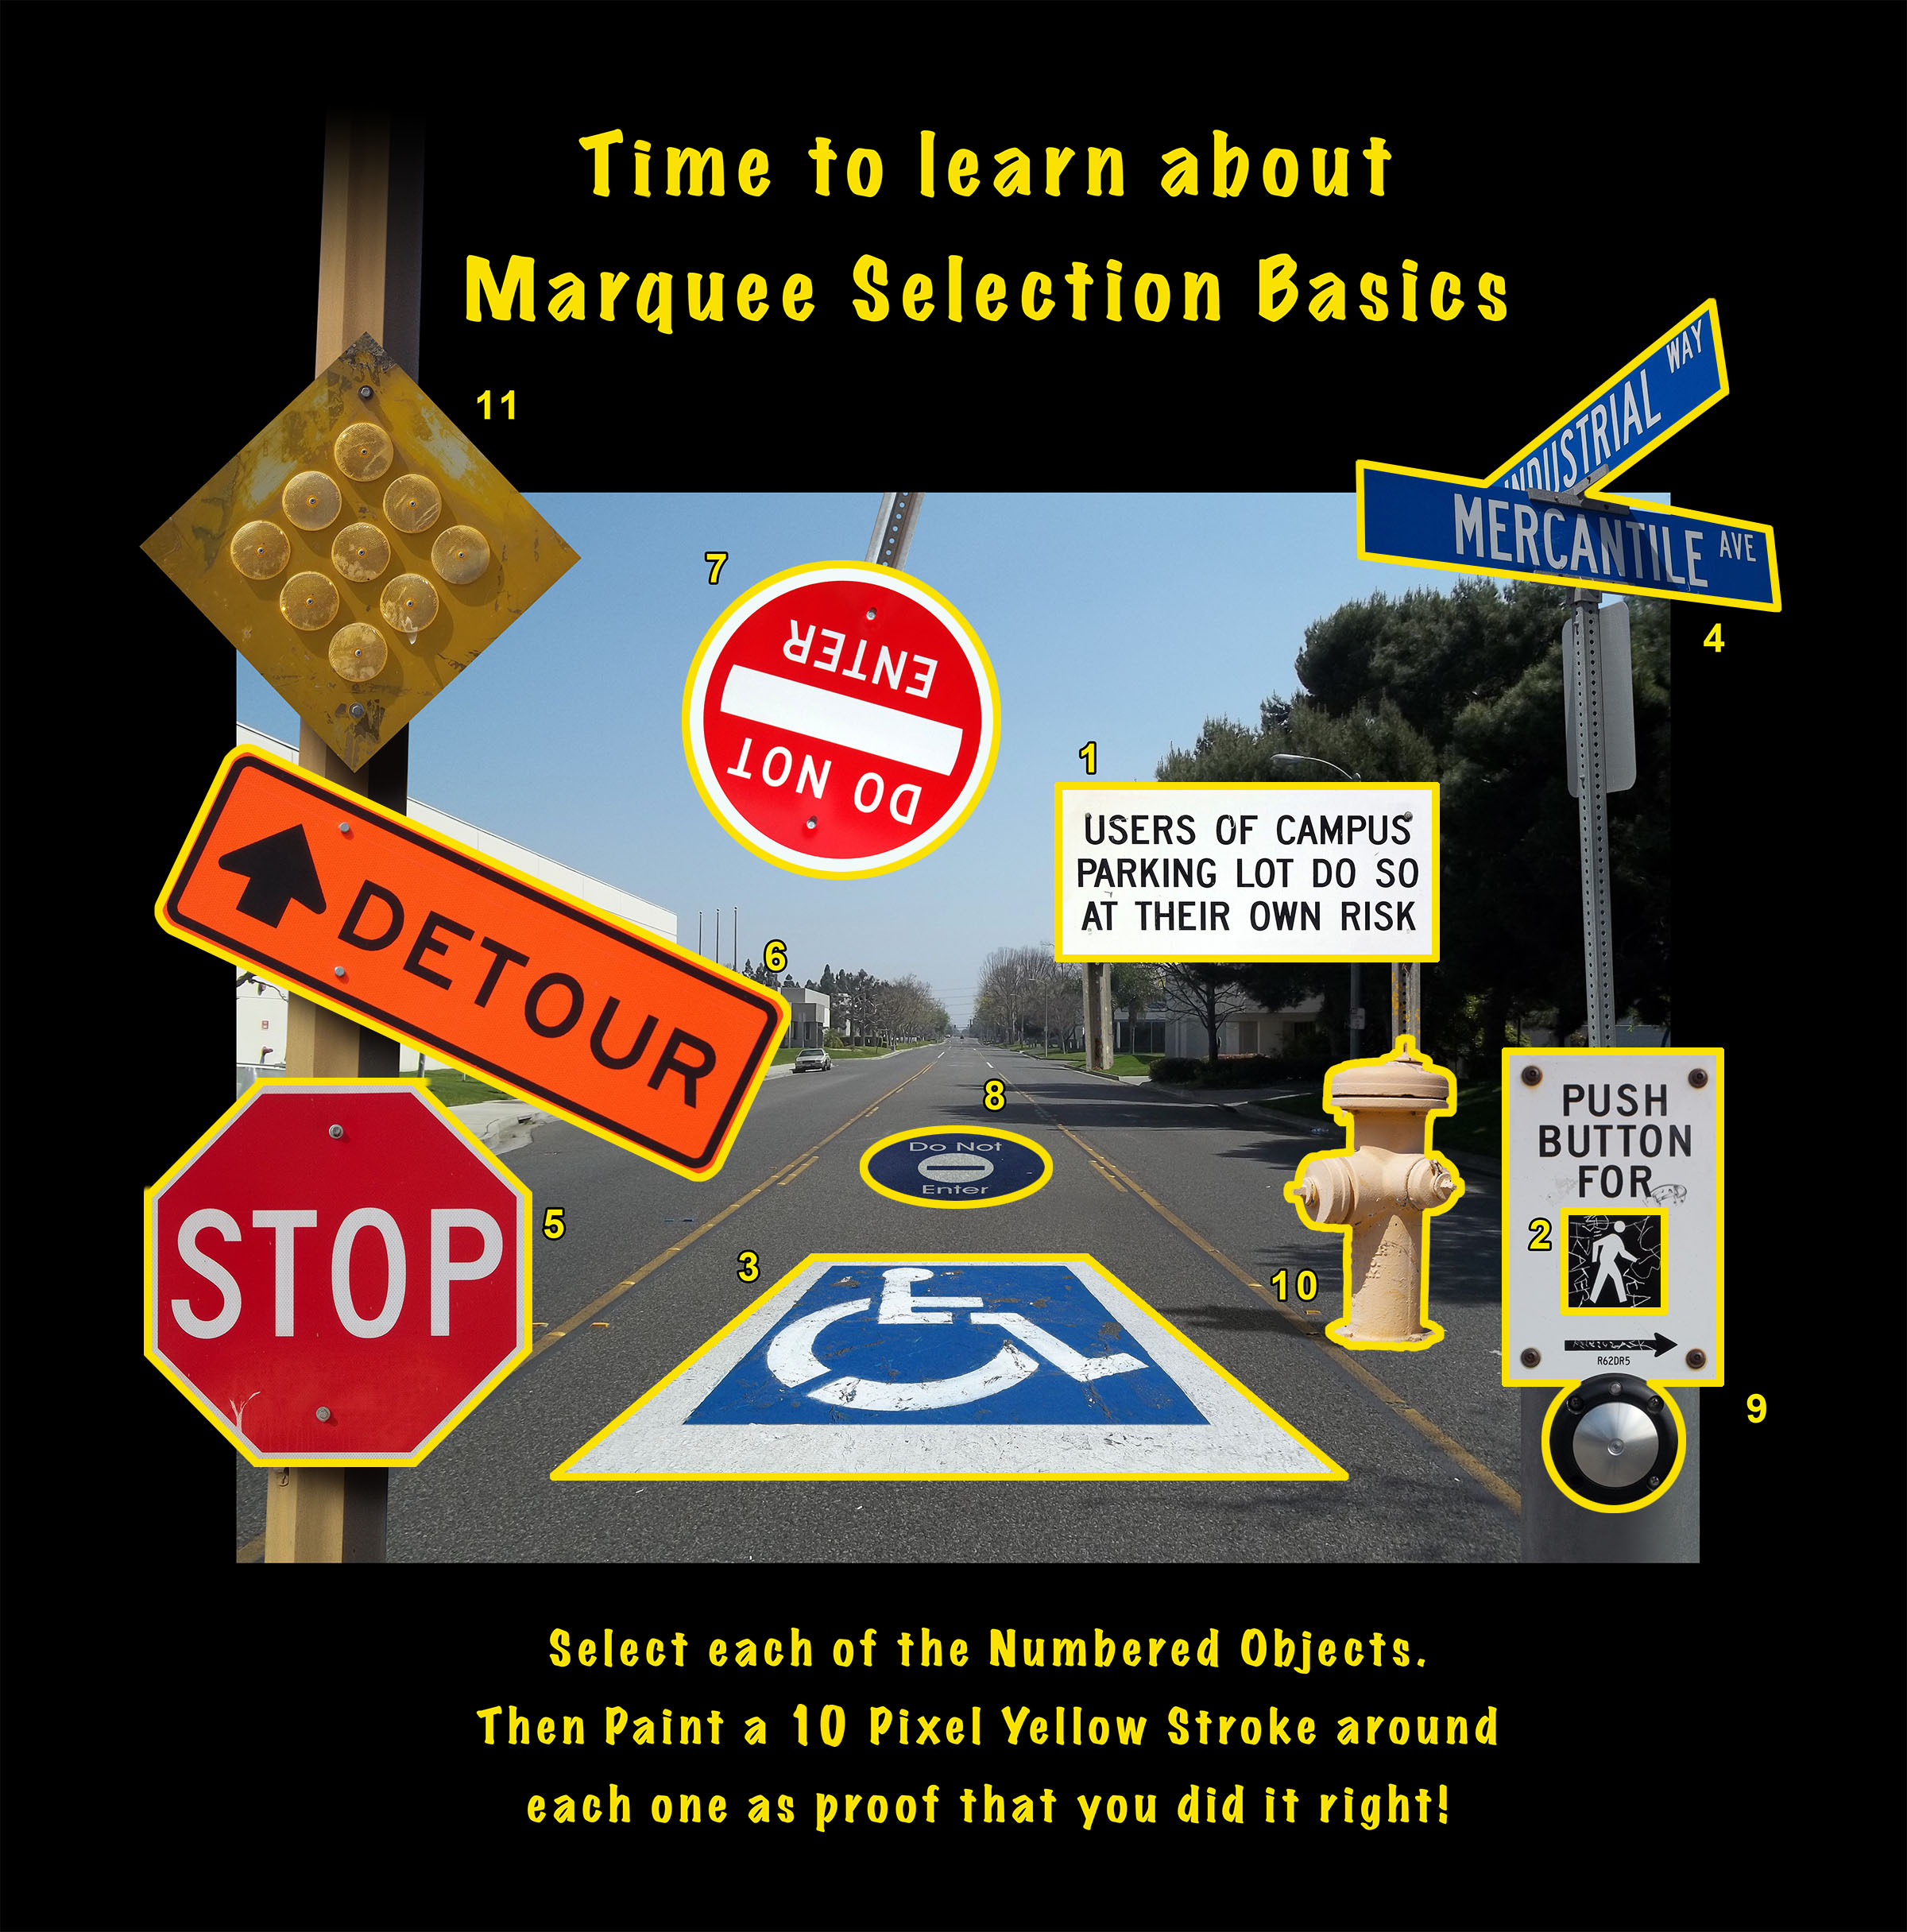 Time to learn about
Marquee Selection Basics
11
INDUSTRIAL WAY
MERCANTILE AVE
4
7
DO NOT
ENTER
1
USERS OF CAMPUS
PARKING LOT DO SO
AT THEIR OWN RISK
DETOUR
6
8
Do Not
Enter
PUSH
BUTTON
FOR
2
R62DR5
STOP
5
3
10
9
Select each of the Numbered Objects.
Then Paint a 10 Pixel Yellow Stroke around
each one as proof that you did it right!